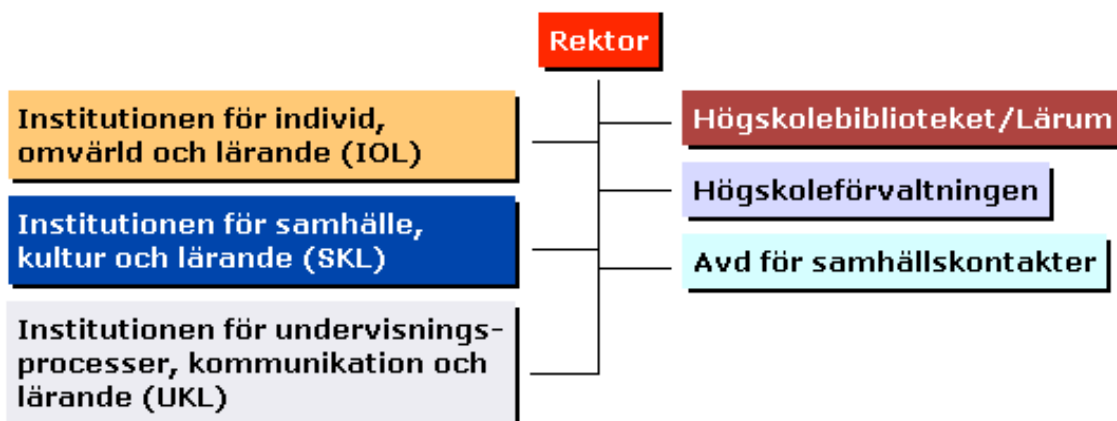 Rektor
Institutionen för individ,
omvärld och lärande (IOL)
Institutionen för samhälle,
kultur och lärande (SKL)
Institutionen för undervisnings-
processer, kommunikation och
lärande (UKL)
Högskolebiblioteket/Lärum
Högskoleförvaltningen
Avd för samhällskontakter